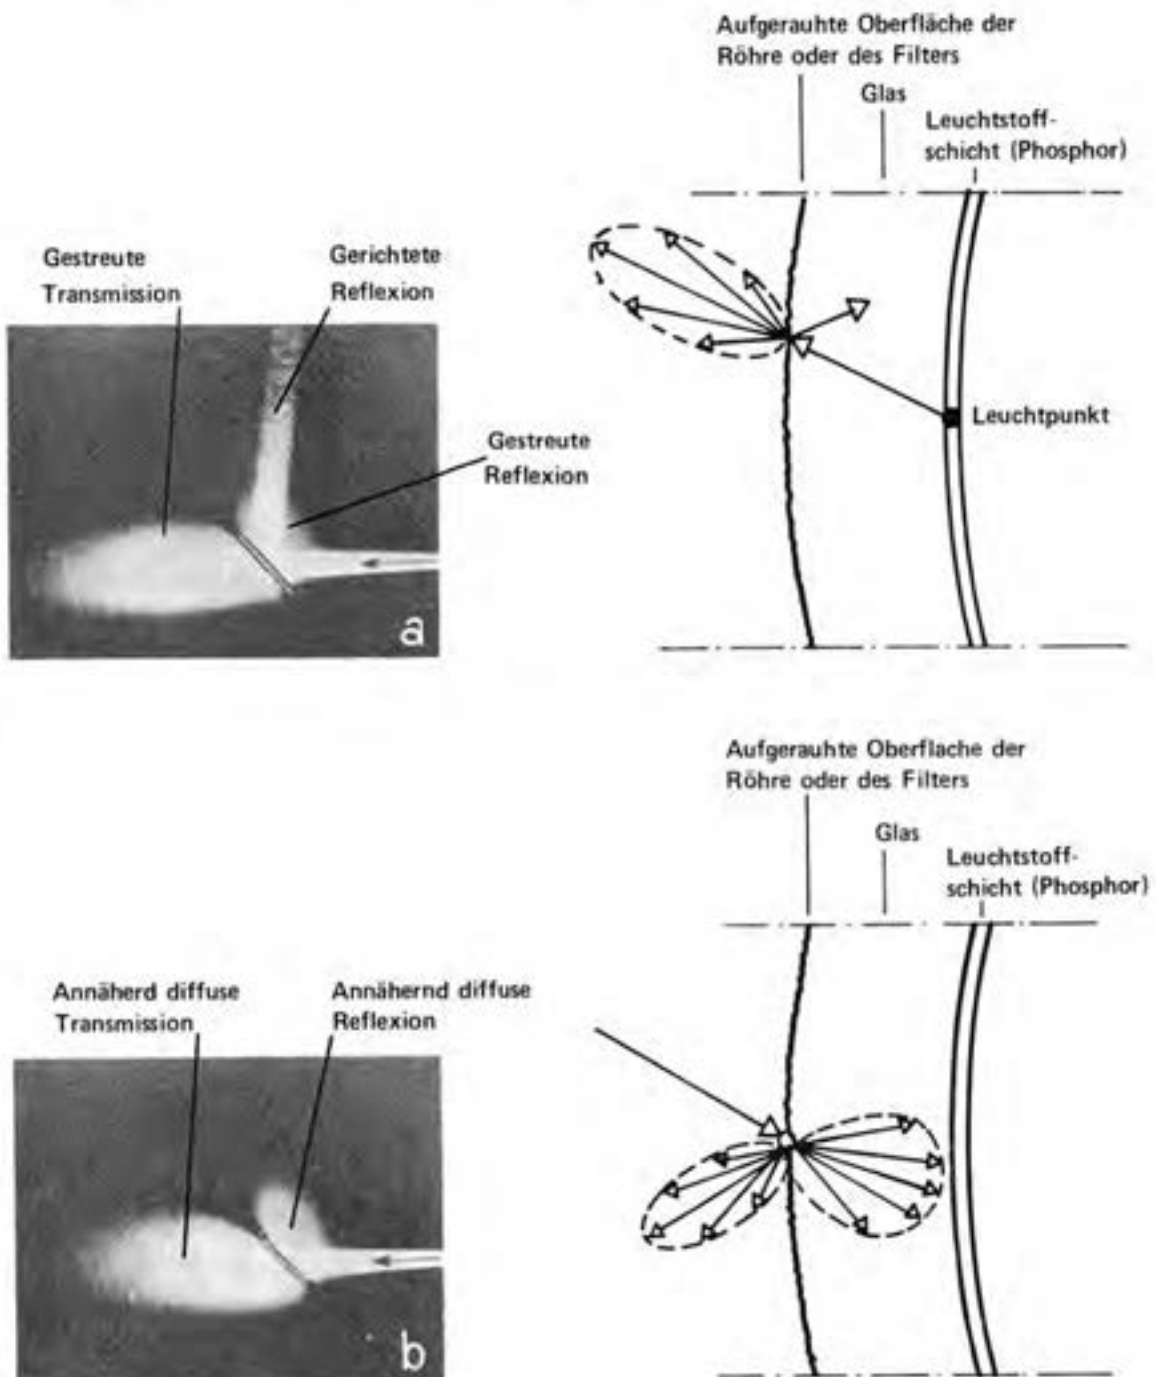 Aufgerauhte Oberfläche der
Röhre oder des Filters
Glas
Leuchtstoff-
schicht (Phosphor)
Gestreute
Transmission
Gerichtete
Reflexion
Gestreute
Reflexion
Leuchtpunkt
a
Aufgerauhte Oberflache der
Röhre oder des Filters
Glas
Leuchtstoff-
schicht (Phosphor)
Annäherd diffuse
Transmission
Annähernd diffuse
Reflexion
b